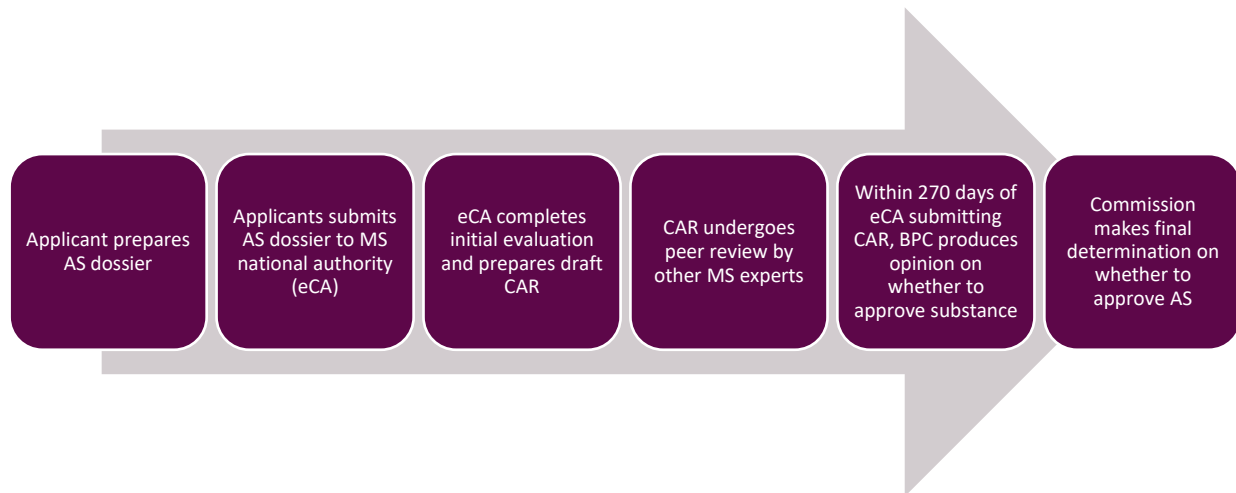 Applicant prepares
AS dossier
Applicants submits
AS dossier to MS
national authority
(eCA)
eCA completes
initial evaluation
and prepares draft
CAR
CAR undergoes
peer review by
other MS experts
Within 270 days of
eCA submitting
CAR, BPC produces
opinion on
whether to
approve substance
Commission
makes final
determination on
whether to
approve AS